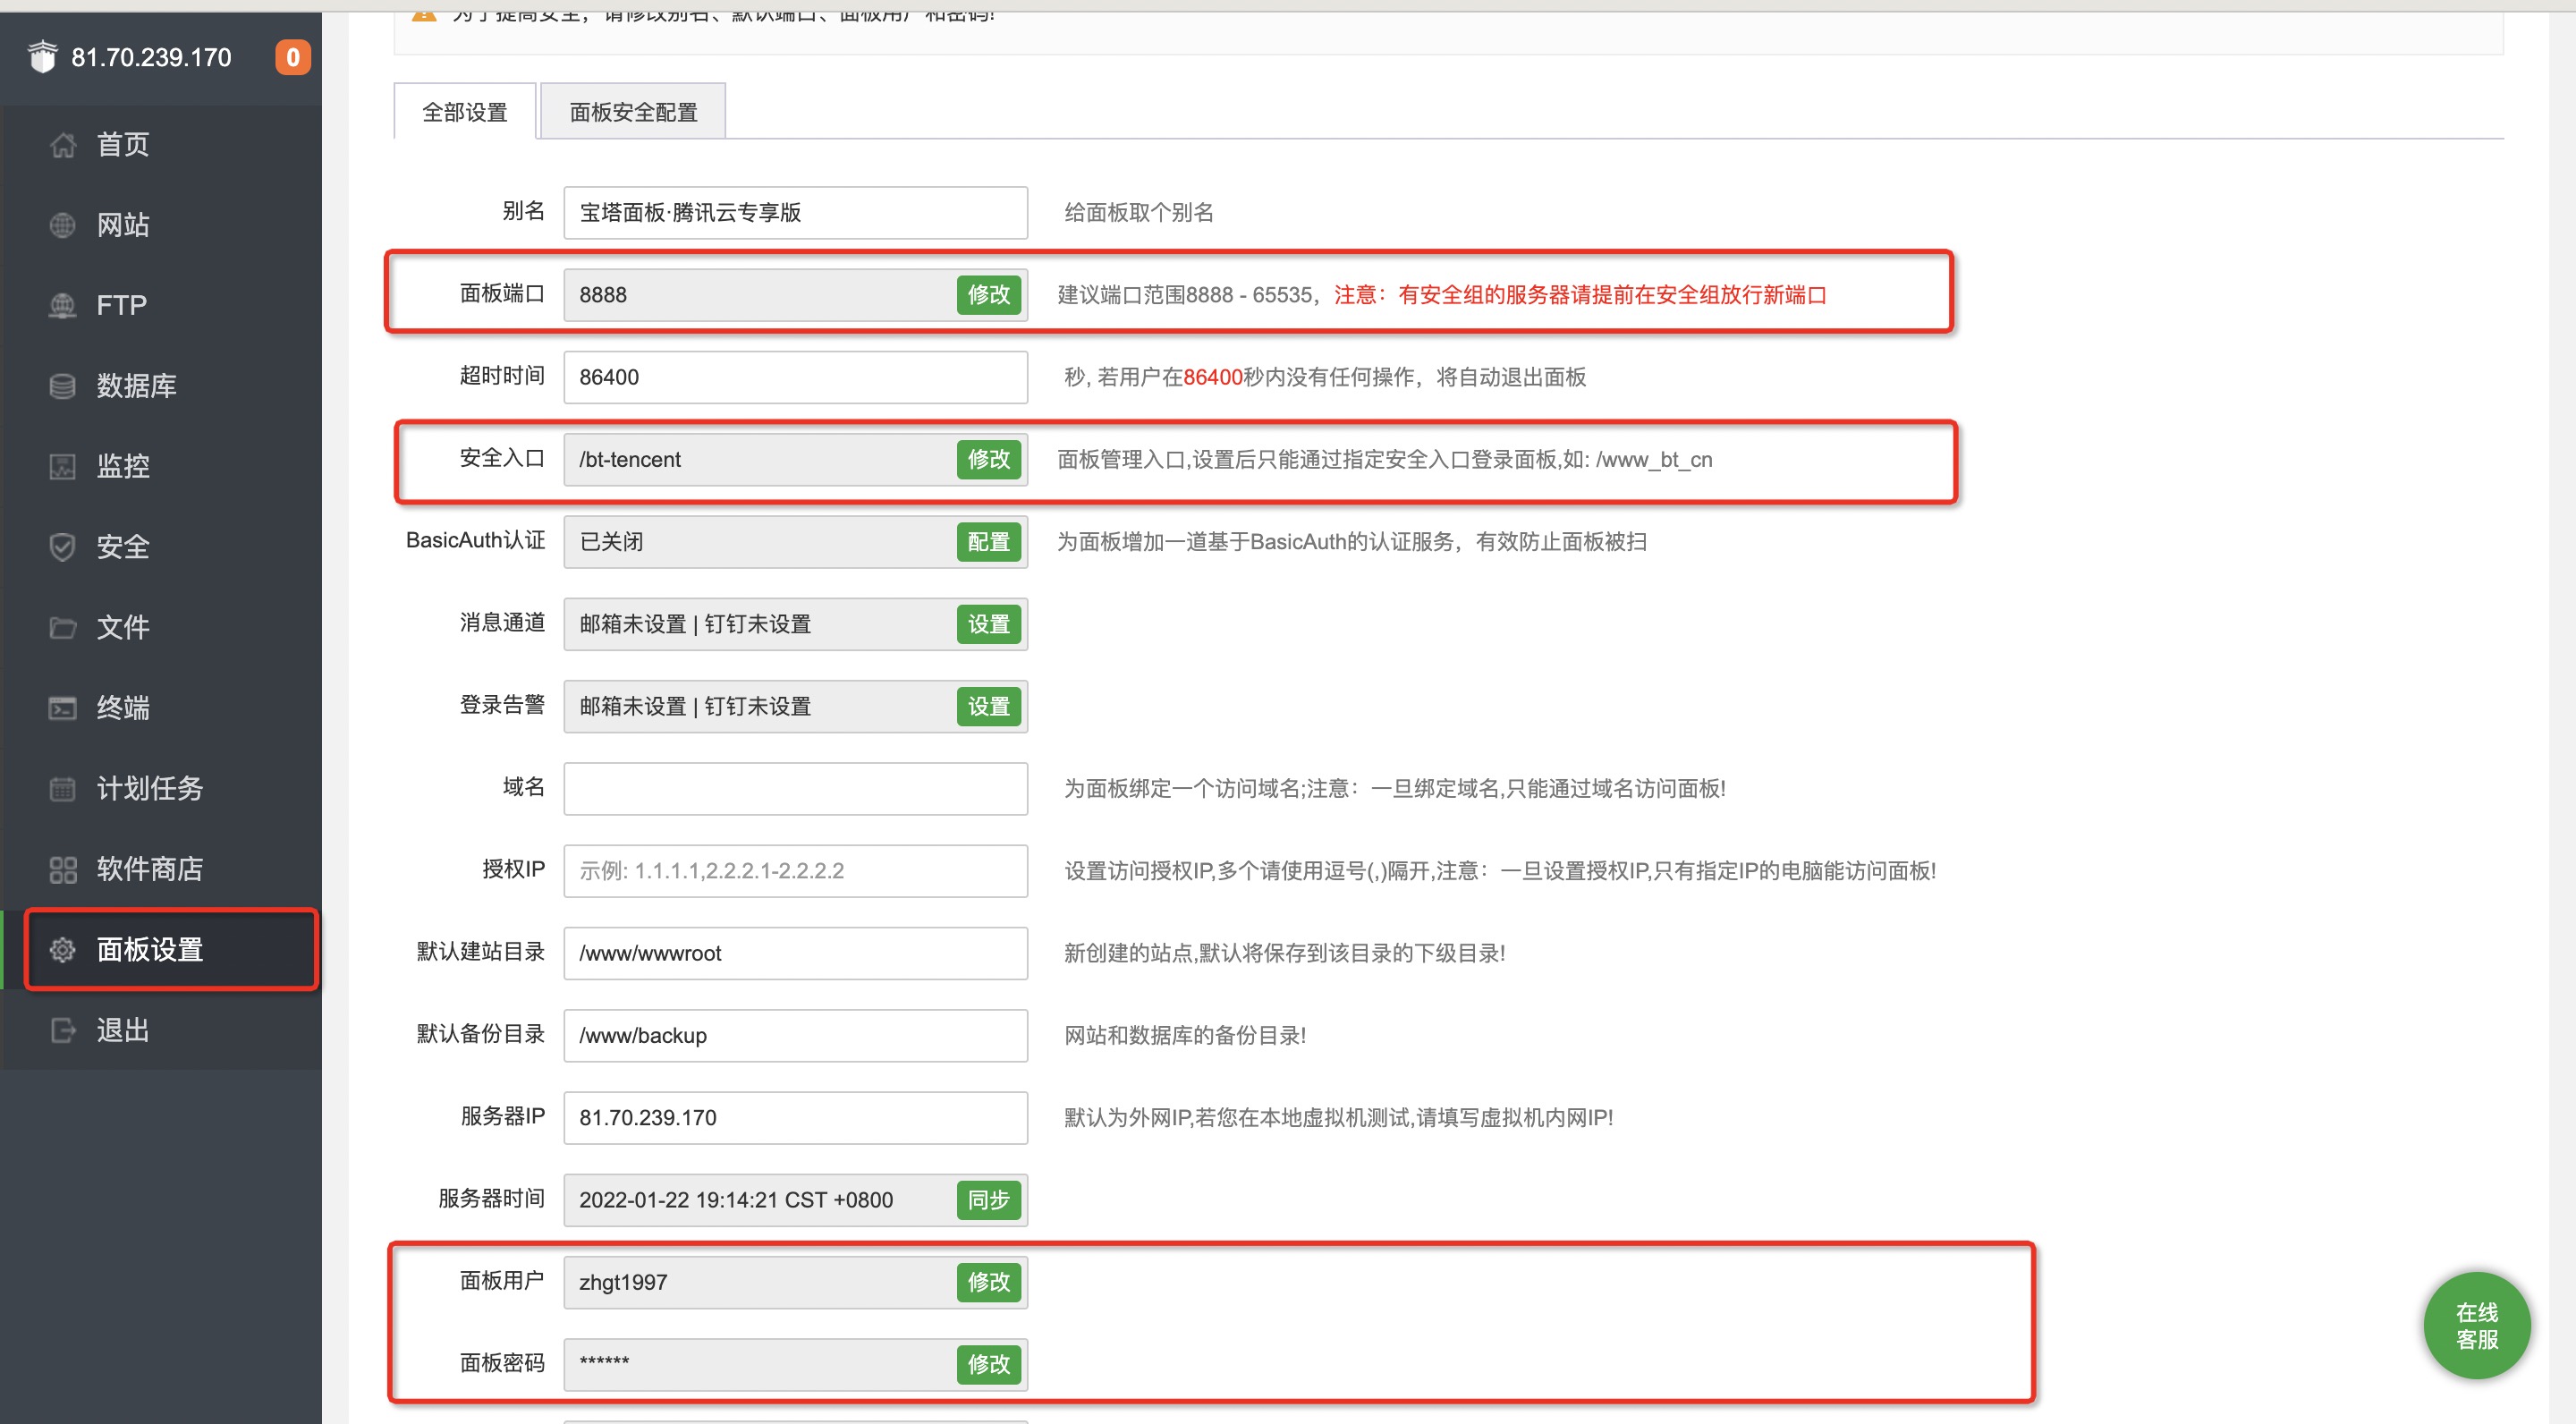 为了提高安全，请修改别名、默认端口、面板用户和密码!
81.70.239.170
0
首页
网站
FTP
数据库
监控
安全
文件
终端
计划任务
软件商店
面板设置
退出
全部设置
面板安全配置
别名 宝塔面板·腾讯云专享版 给面板取个别名
面板端口 8888 修改 建议端口范围8888 - 65535，注意：有安全组的服务器请提前在安全组放行新端口
超时时间 86400 秒, 若用户在86400秒内没有任何操作，将自动退出面板
安全入口 /bt-tencent 修改 面板管理入口,设置后只能通过指定安全入口登录面板,如: /www_bt_cn
BasicAuth认证 已关闭 配置 为面板增加一道基于BasicAuth的认证服务，有效防止面板被扫
消息通道 邮箱未设置 | 钉钉未设置 设置
登录告警 邮箱未设置 | 钉钉未设置 设置
域名 为面板绑定一个访问域名;注意：一旦绑定域名,只能通过域名访问面板!
授权IP 示例: 1.1.1.1,2.2.2.1-2.2.2.2 设置访问授权IP,多个请使用逗号(,)隔开,注意：一旦设置授权IP,只有指定IP的电脑能访问面板!
默认建站目录 /www/wwwroot 新创建的站点,默认将保存到该目录的下级目录!
默认备份目录 /www/backup 网站和数据库的备份目录!
服务器IP 81.70.239.170 默认为外网IP,若您在本地虚拟机测试,请填写虚拟机内网IP!
服务器时间 2022-01-22 19:14:21 CST +0800 同步
面板用户 zhgt1997 修改
面板密码 ****** 修改
在线
客服